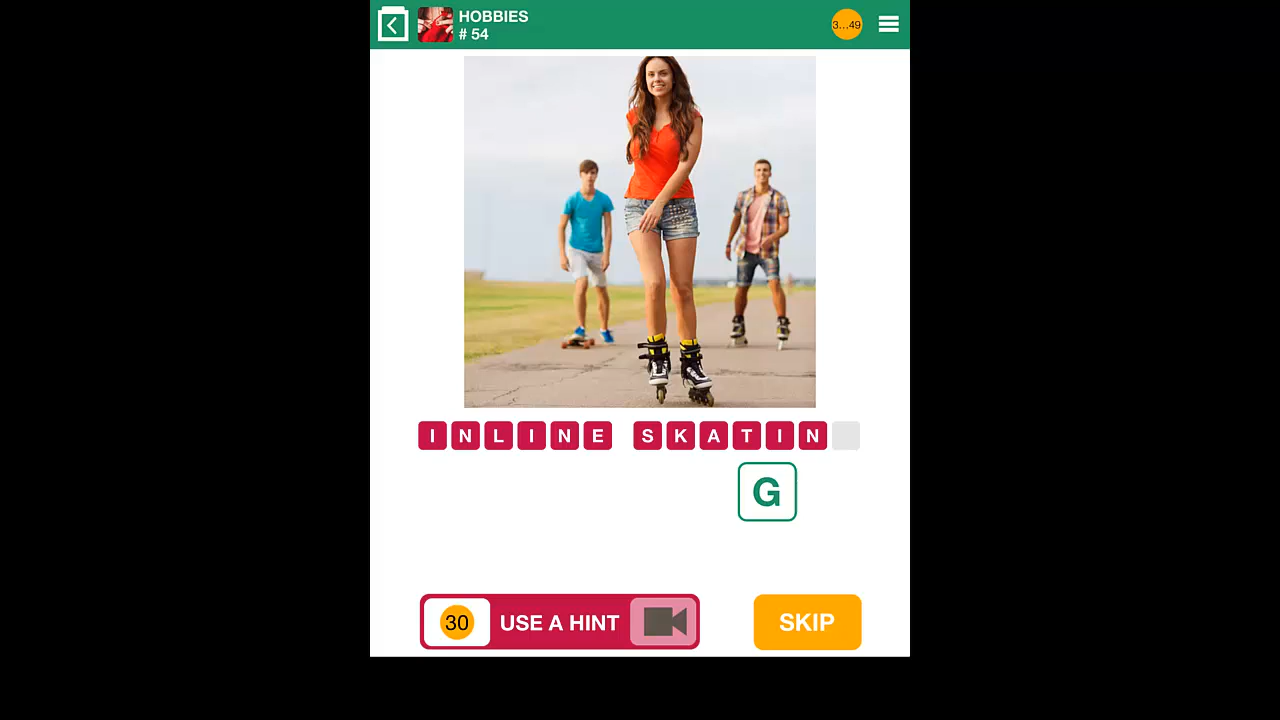 HOBBIES
# 54
3...49
INLINE SKATIN
G
30 USE A HINT
SKIP